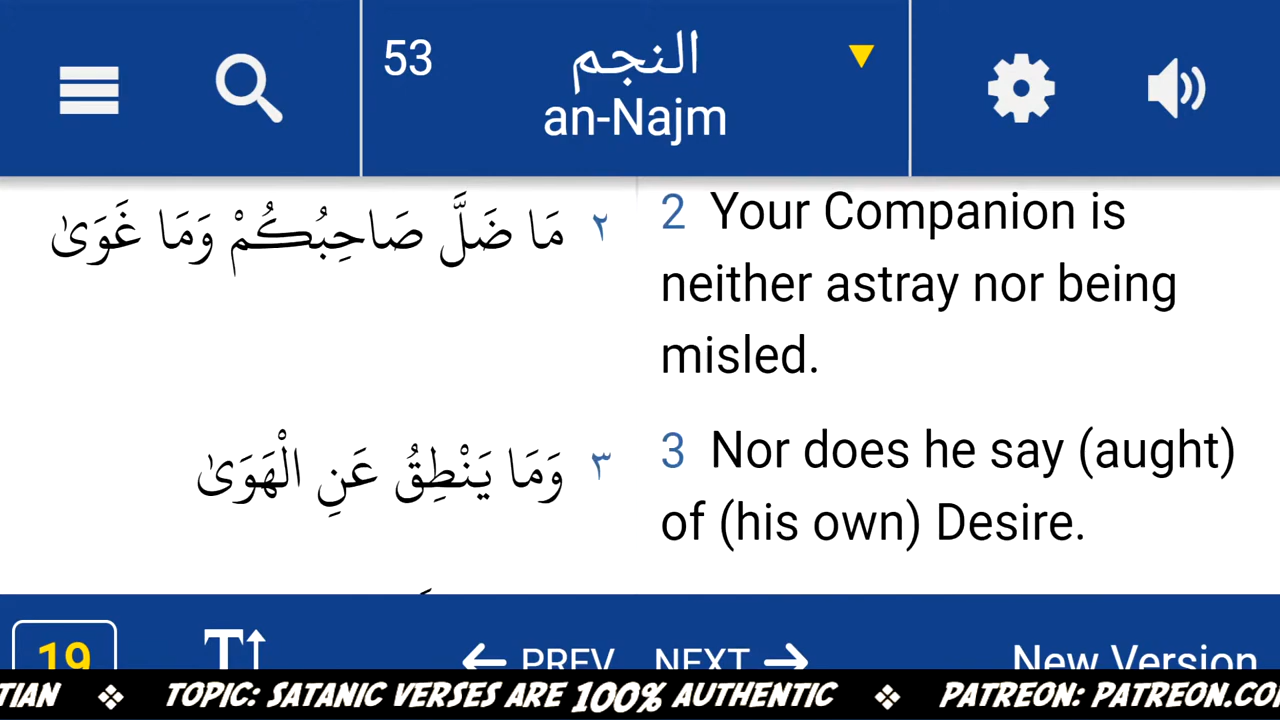 53
النجم
an-Najm
٢ مَا ضَلَّ صَاحِبُكُمْ وَمَا غَوَىٰ
2 Your Companion is
neither astray nor being
misled.
٣ وَمَا يَنْطِقُ عَنِ الْهَوَىٰ
3 Nor does he say (aught)
of (his own) Desire.
19
T
← PREV NEXT →
New Version
TIAN ❖ TOPIC: SATANIC VERSES ARE 100% AUTHENTIC ❖ PATREON: PATREON.CO